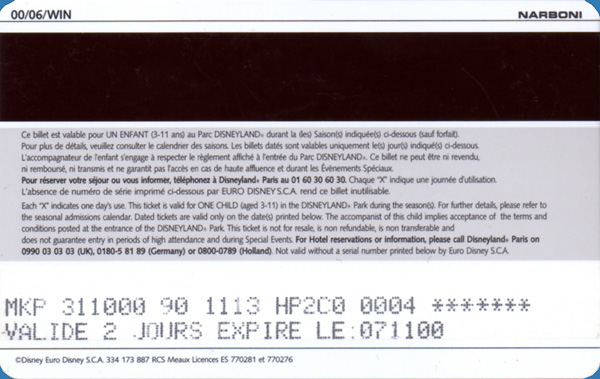 00/06/WIN NARBONI
Ce billet est valable pour UN ENFANT (3-11 ans) au Parc DISNEYLAND® durant la (les) Saison(s) indiquée(s) ci-dessous (sauf forfait).
Pour plus de détails, veuillez consulter le calendrier des saisons. Les billets datés sont valables uniquement le(s) jour(s) indiqué(s) ci-dessous.
L'accompagnateur de l'enfant s'engage à respecter le règlement affiché à l'entrée du Parc DISNEYLAND®. Ce billet ne peut être ni revendu,
ni remboursé, ni transmis et ne garantit pas l'accès en cas de haute affluence et durant les Évènements Spéciaux.
Pour réserver votre séjour ou vous informer, téléphonez à Disneyland® Paris au 01 60 30 60 30. Chaque "X" indique une journée d'utilisation.
L'absence de numéro de série imprimé ci-dessous par EURO DISNEY S.C.A. rend ce billet inutilisable.
Each "X" indicates one day's use. This ticket is valid for ONE CHILD (aged 3-11) in the DISNEYLAND® Park during the season(s). For further details, please refer to
the seasonal admissions calendar. Dated tickets are valid only on the date(s) printed below. The accompanist of this child implies acceptance of the terms and
conditions posted at the entrance of the DISNEYLAND® Park. This ticket is not for resale, is non refundable, is non transferable and
does not guarantee entry in periods of high attendance and during Special Events. For Hotel reservations or information, please call Disneyland® Paris on
0990 03 03 03 (UK), 0180-5 81 89 (Germany) or 0800-0789 (Holland). Not valid without a serial number printed below by Euro Disney S.C.A.
MKP 311000 90 1113 HP2C0 0004 *******
VALIDE 2 JOURS EXPIRE LE:071100
©Disney Euro Disney S.C.A. 334 173 887 RCS Meaux Licences ES 770281 et 770276